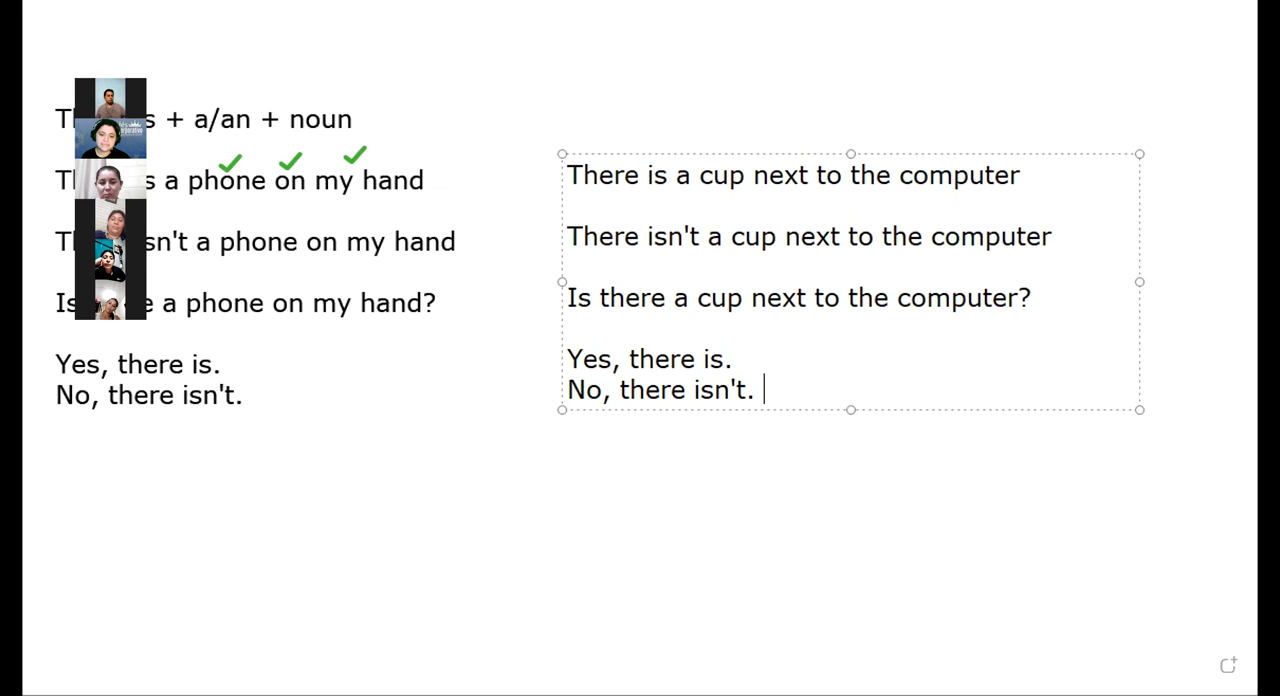 s + a/an + noun
s a phone on my hand
sn't a phone on my hand
Is e a phone on my hand?
Yes, there is.
No, there isn't.
There is a cup next to the computer
There isn't a cup next to the computer
Is there a cup next to the computer?
Yes, there is.
No, there isn't.